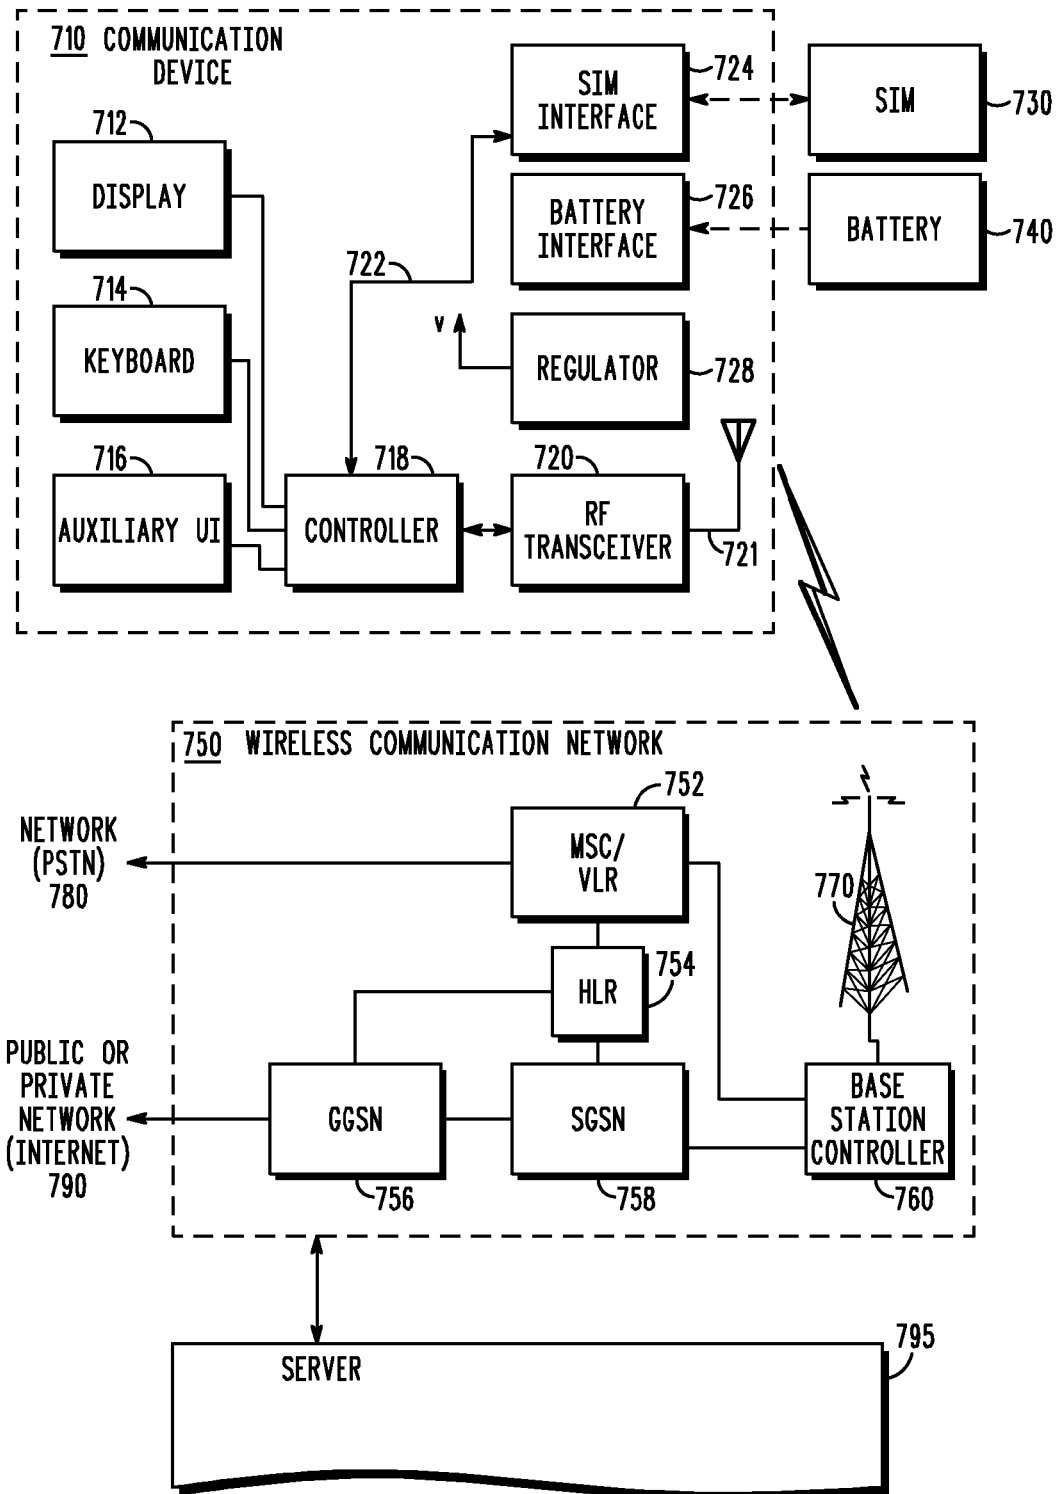 710 COMMUNICATION
DEVICE
712
DISPLAY
714
KEYBOARD
716
AUXILIARY UI
718
CONTROLLER
722
724
SIM
INTERFACE
726
BATTERY
INTERFACE
V
REGULATOR
728
720
RF
TRANSCEIVER
721
SIM
730
BATTERY
740
750 WIRELESS COMMUNICATION NETWORK
752
MSC/
VLR
NETWORK
(PSTN)
780
770
754
HLR
PUBLIC OR
PRIVATE
NETWORK
(INTERNET)
790
GGSN
756
SGSN
758
BASE
STATION
CONTROLLER
760
795
SERVER